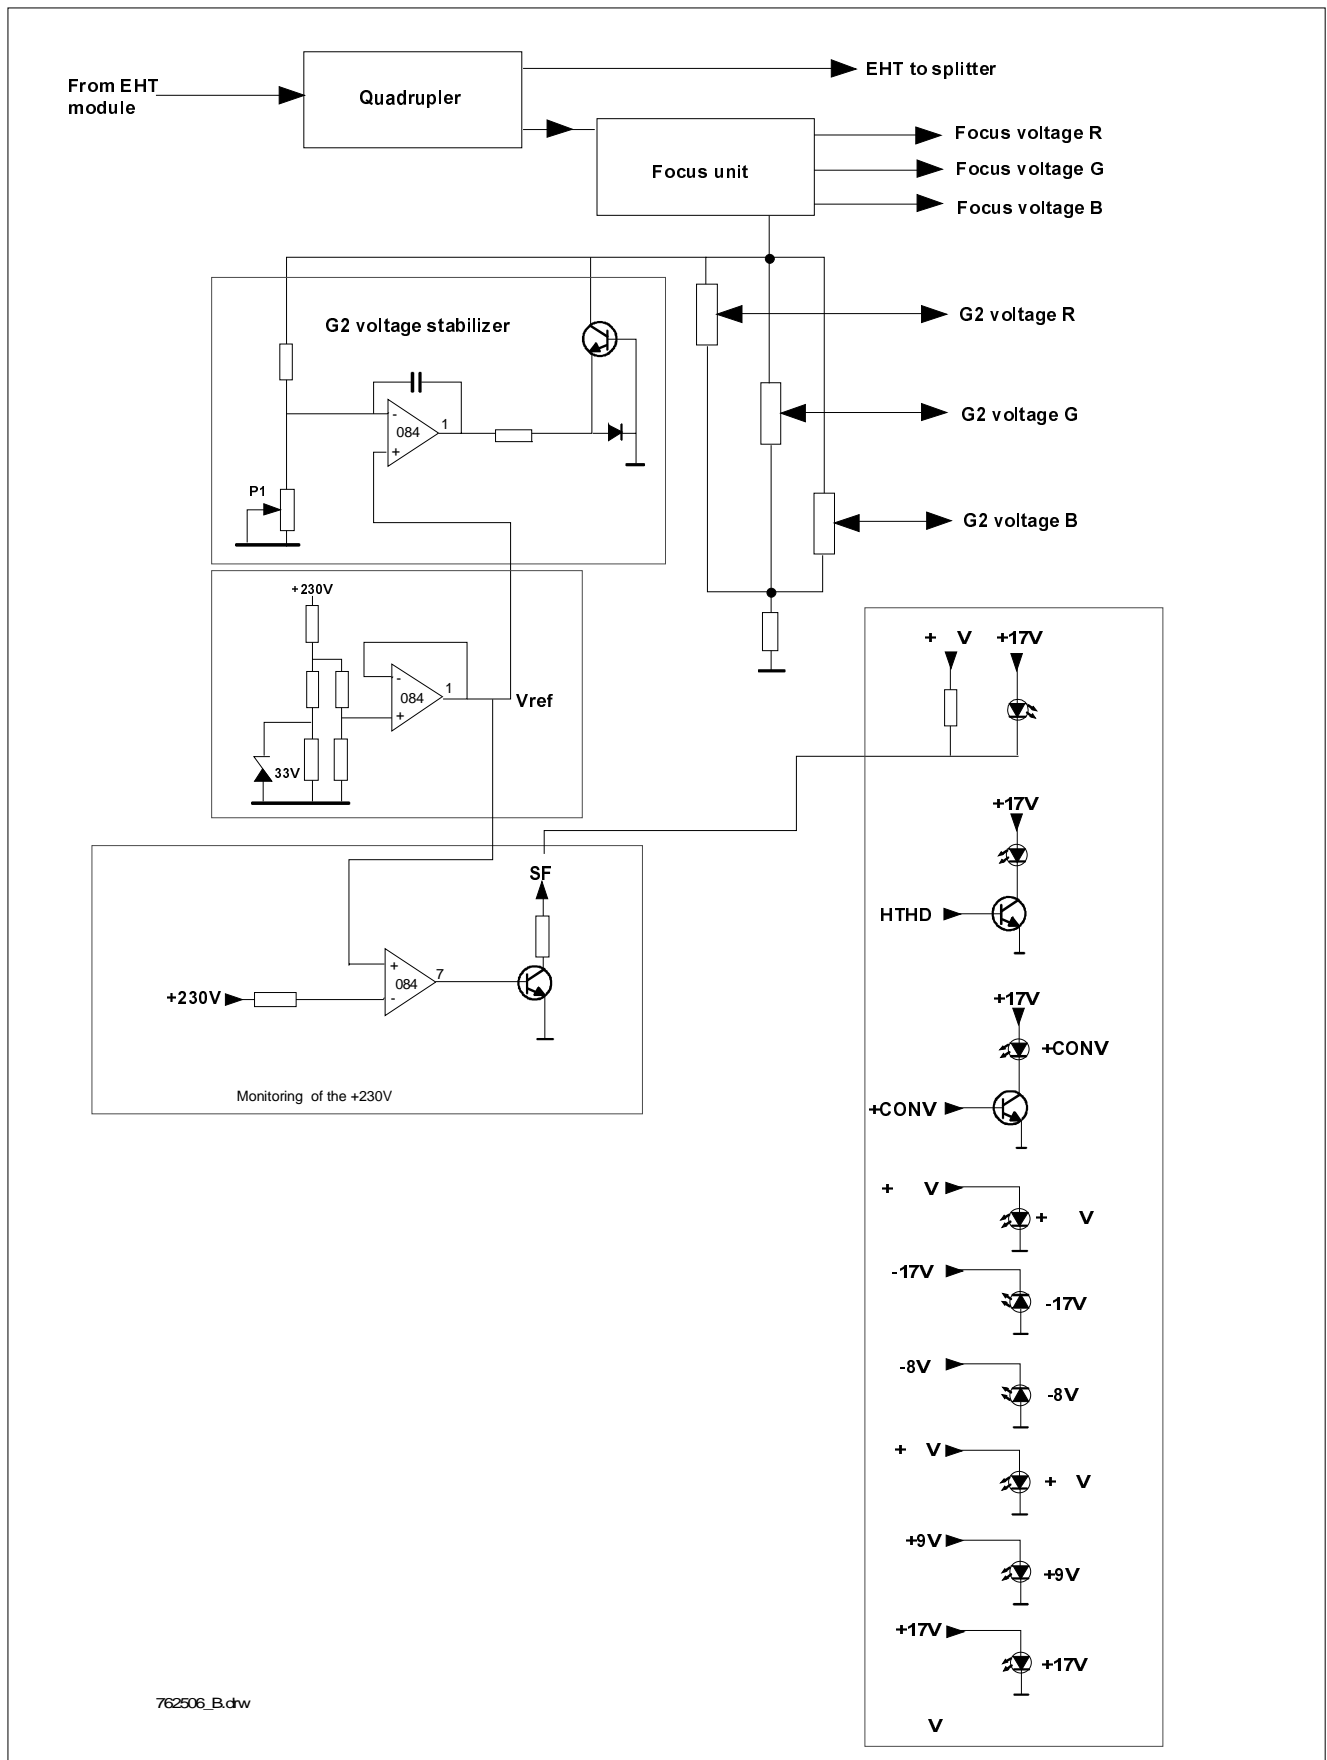 From EHT
module
Quadrupler
EHT to splitter
Focus unit
Focus voltage R
Focus voltage G
Focus voltage B
G2 voltage stabilizer
G2 voltage R
G2 voltage G
G2 voltage B
-
084
1
+
P1
+230V
-
084
1
+
33V
Vref
+ V
+17V
+17V
HTHD
SF
+
084
7
-
+230V
Monitoring of the +230V
+17V
+CONV
+CONV
+ V
+ V
-17V
-17V
-8V
-8V
+ V
+ V
+9V
+9V
+17V
+17V
V
762506_B.drw